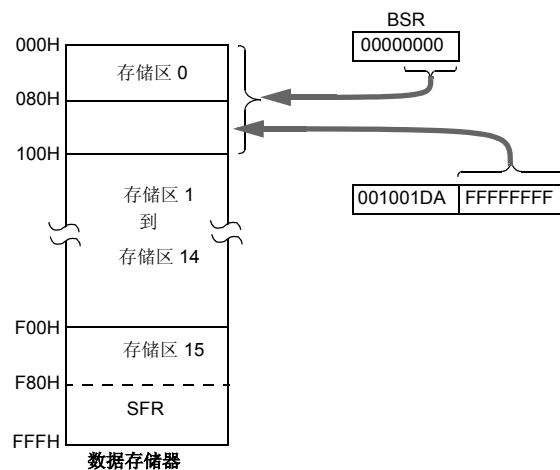 BSR
00000000
000H
存储区 0
080H
100H
001001DA FFFFFFFF
存储区 1
到
存储区 14
F00H
存储区 15
F80H
SFR
FFFH
数据存储器